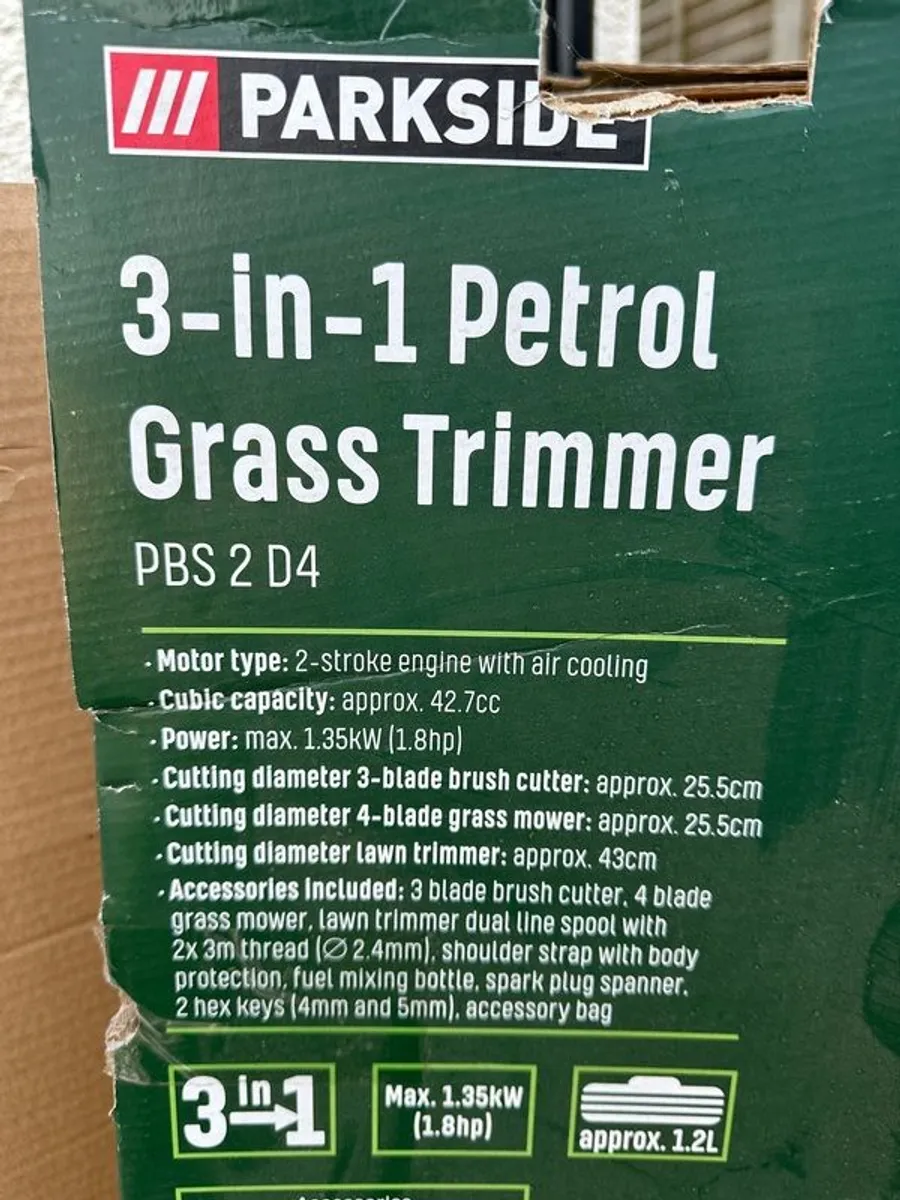 PARKSIDE
3-in-1 Petrol
Grass Trimmer
PBS 2 D4
· Motor type: 2-stroke engine with air cooling
· Cubic capacity: approx. 42.7cc
· Power: max. 1.35kW (1.8hp)
· Cutting diameter 3-blade brush cutter: approx. 25.5cm
· Cutting diameter 4-blade grass mower: approx. 25.5cm
· Cutting diameter lawn trimmer: approx. 43cm
· Accessories Included: 3 blade brush cutter, 4 blade
grass mower, lawn trimmer dual line spool with
2x 3m thread (∅ 2.4mm), shoulder strap with body
protection, fuel mixing bottle, spark plug spanner,
2 hex keys (4mm and 5mm), accessory bag
3 in 1
Max. 1.35kW
(1.8hp)
approx. 1.2L